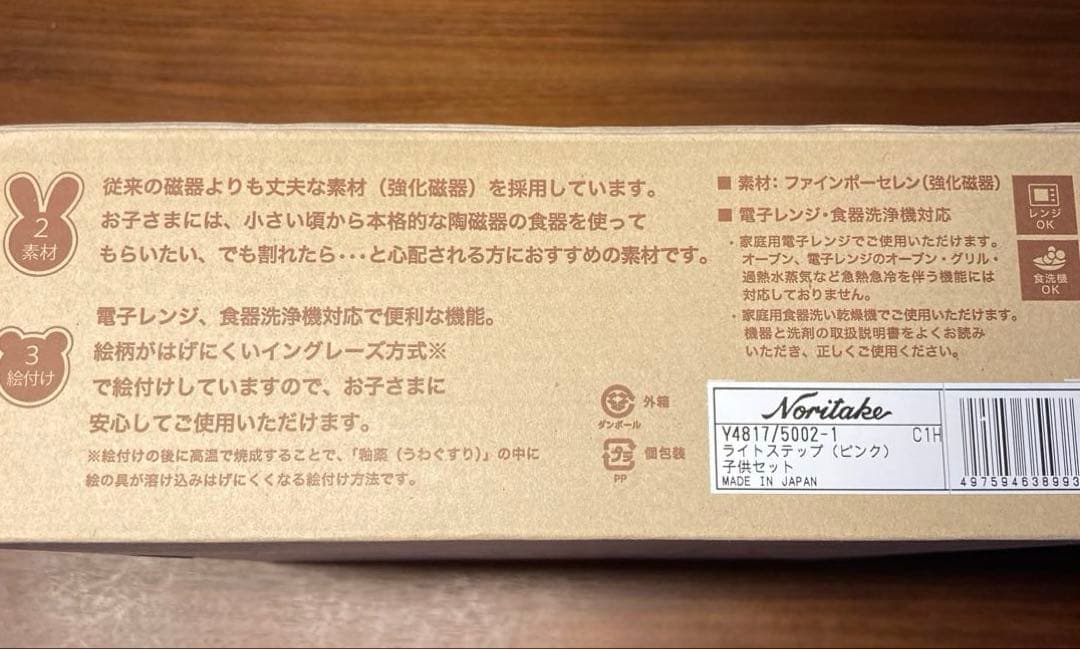 2
素材
従来の磁器よりも丈夫な素材（強化磁器）を採用しています。
お子さまには、小さい頃から本格的な陶磁器の食器を使って
もらいたい、でも割れたら・・・と心配される方におすすめの素材です。
3
絵付け
電子レンジ、食器洗浄機対応で便利な機能。
絵柄がはげにくいイングレーズ方式※
で絵付けしていますので、お子さまに
安心してご使用いただけます。
※絵付けの後に高温で焼成することで、「釉薬（うわぐすり）」の中に
絵の具が溶け込みはげにくくなる絵付け方法です。
■ 素材：ファインポーセレン（強化磁器）
■ 電子レンジ・食器洗浄機対応
・家庭用電子レンジでご使用いただけます。
オーブン、電子レンジのオーブン・グリル・
過熱水蒸気など急熱急冷を伴う機能には
対応しておりません。
・家庭用食器洗い乾燥機でご使用いただけます。
機器と洗剤の取扱説明書をよくお読み
いただき、正しくご使用ください。
レンジ
OK
食洗機
OK
外箱
ダンボール
個包装
プラ
PP
Noritake
Y4817/5002-1 C1H
ライトステップ（ピンク）
子供セット
MADE IN JAPAN
497594638993